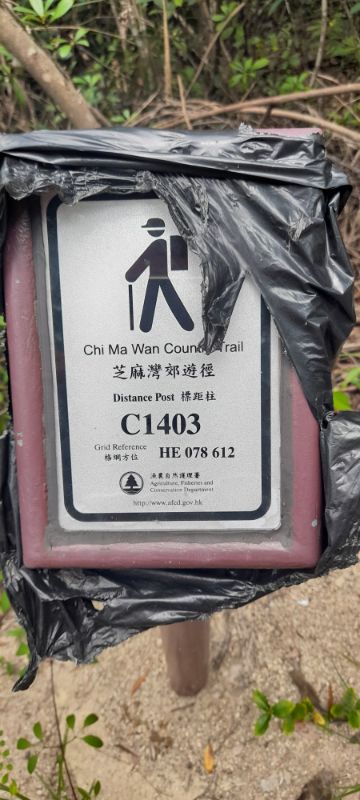 Chi Ma Wan Country Trail
芝麻灣郊遊徑
Distance Post 標距柱
C1403
Grid Reference
格網方位
HE 078 612
漁農自然護理署
Agriculture, Fisheries and
Conservation Department
http://www.afcd.gov.hk